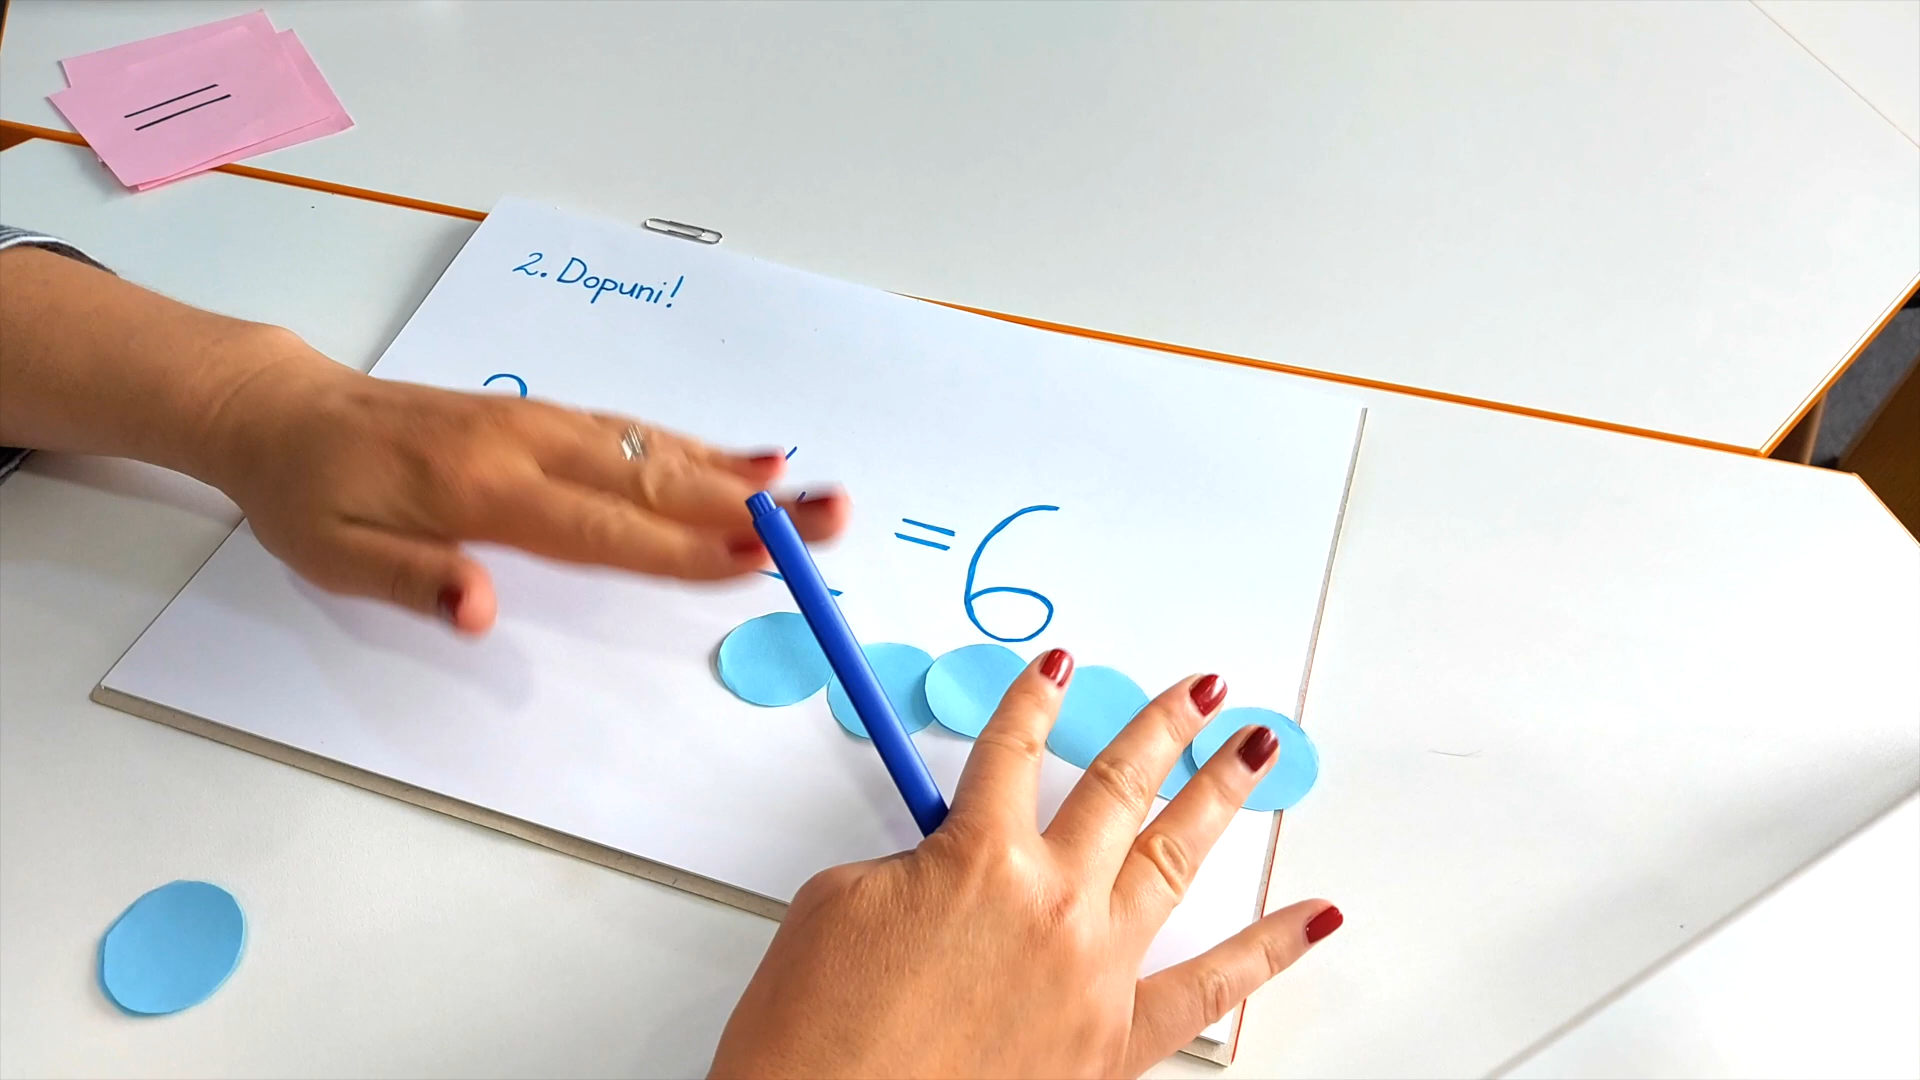 =
2. Dopuni!
= 6